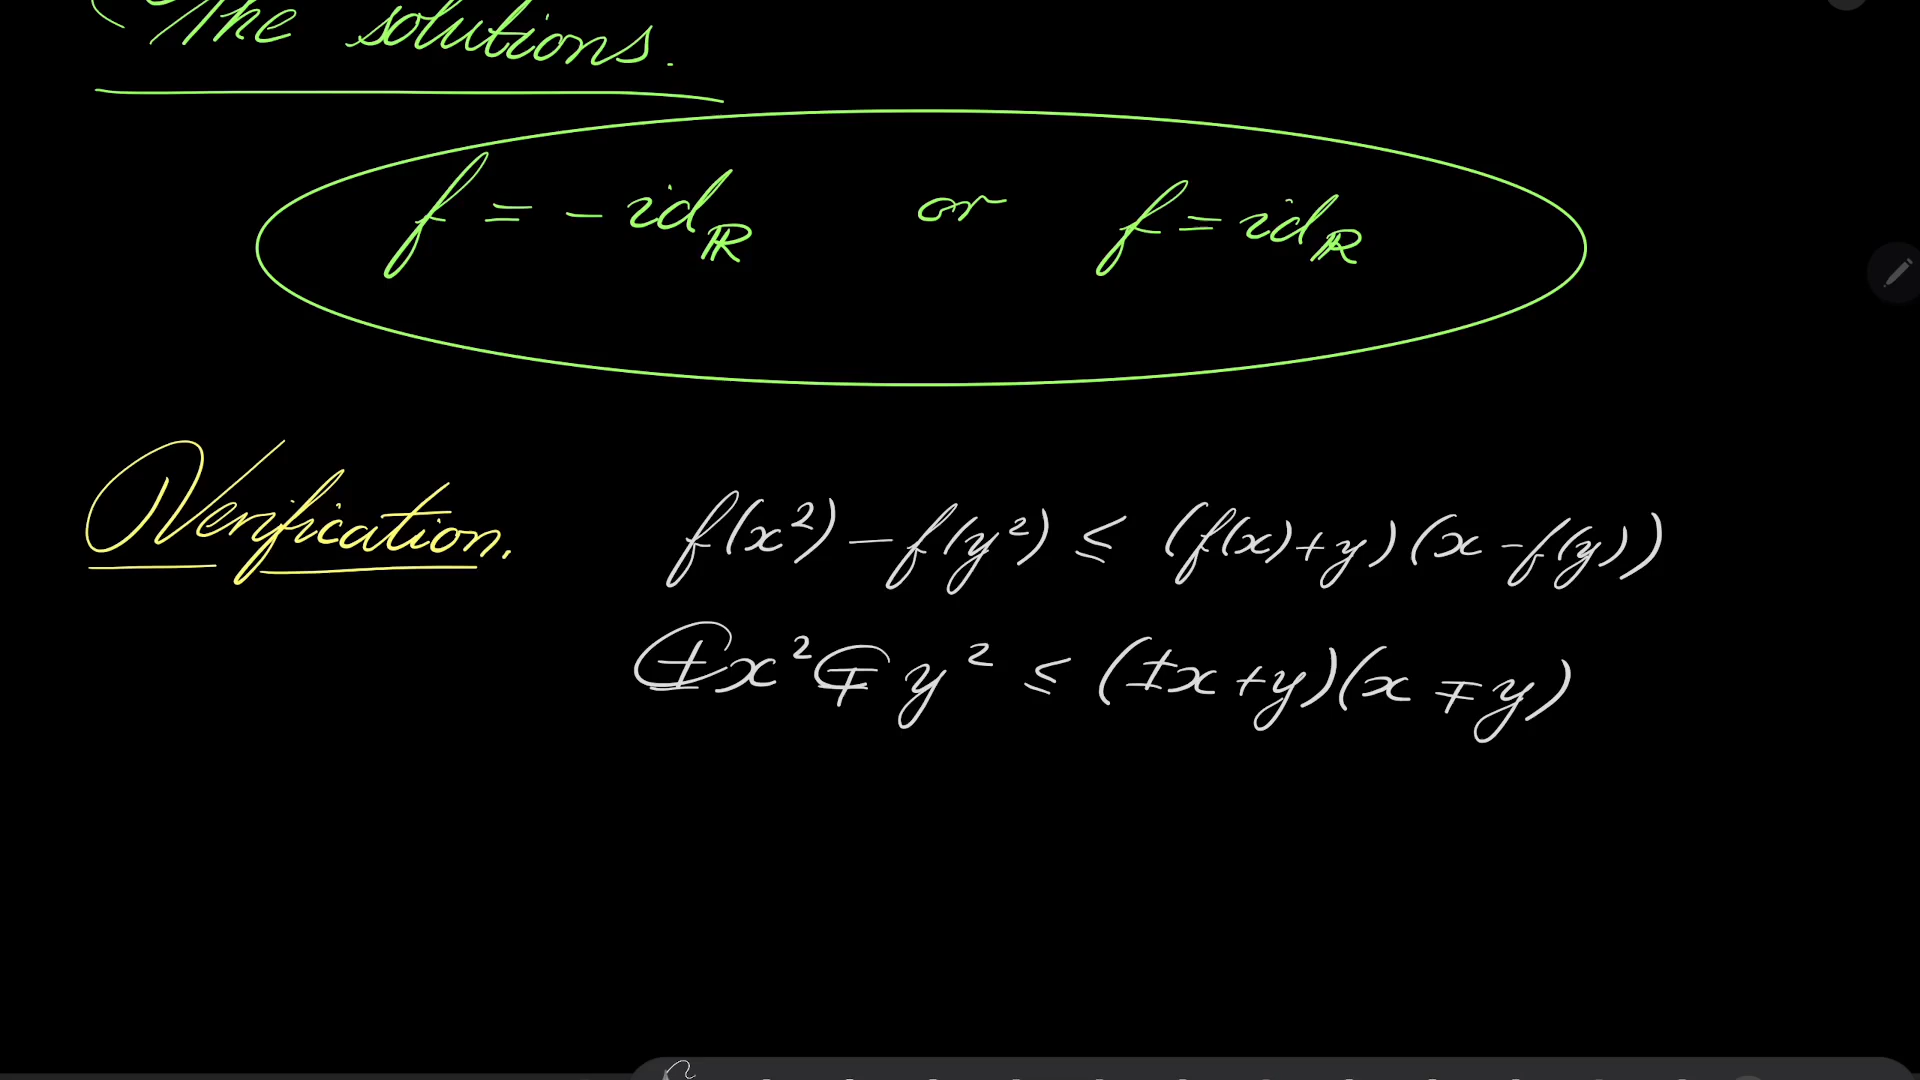 The solutions.
f = - id_ℝ or f = id_ℝ
Verification. f(x²) - f(y²) ≤ (f(x)+y)(x-f(y))
±x² ∓ y² ≤ (±x+y)(x∓y)